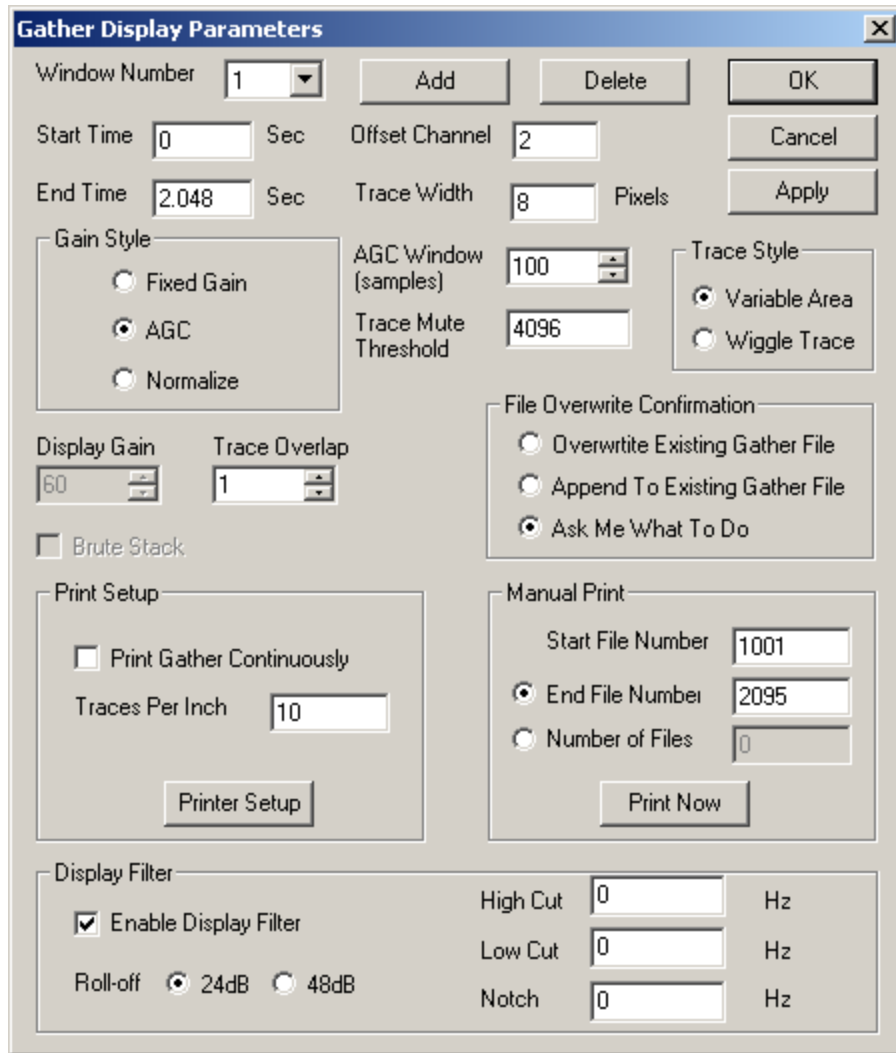 Gather Display Parameters
Window Number 1 Add Delete OK
Start Time 0 Sec Offset Channel 2 Cancel
End Time 2.048 Sec Trace Width 8 Pixels Apply
Gain Style
Fixed Gain
AGC
Normalize
AGC Window
(samples) 100
Trace Mute
Threshold 4096
Trace Style
Variable Area
Wiggle Trace
File Overwrite Confirmation
Overwrtite Existing Gather File
Append To Existing Gather File
Ask Me What To Do
Display Gain Trace Overlap
60 1
Brute Stack
Print Setup
Print Gather Continuously
Traces Per Inch 10
Printer Setup
Manual Print
Start File Number 1001
End File Number 2095
Number of Files 0
Print Now
Display Filter
Enable Display Filter
Roll-off 24dB 48dB
High Cut 0 Hz
Low Cut 0 Hz
Notch 0 Hz